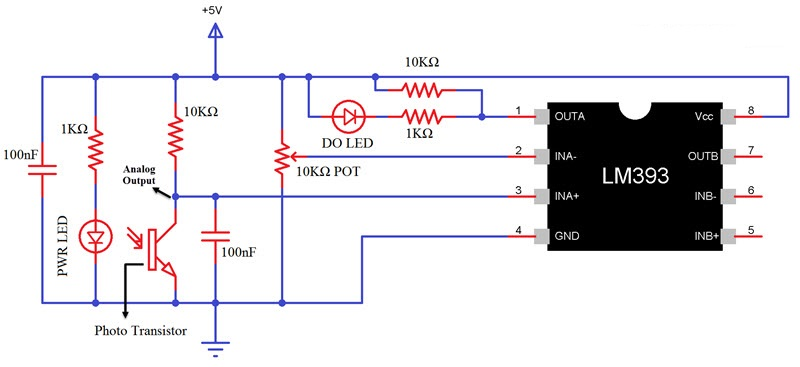 +5V
10KΩ
1KΩ
10KΩ
1
OUTA
Vcc
8
100nF
DO LED
1KΩ
Analog
Output
2
INA-
OUTB
7
10KΩ POT
LM393
3
INA+
INB-
6
PWR LED
100nF
4
GND
INB+
5
Photo Transistor